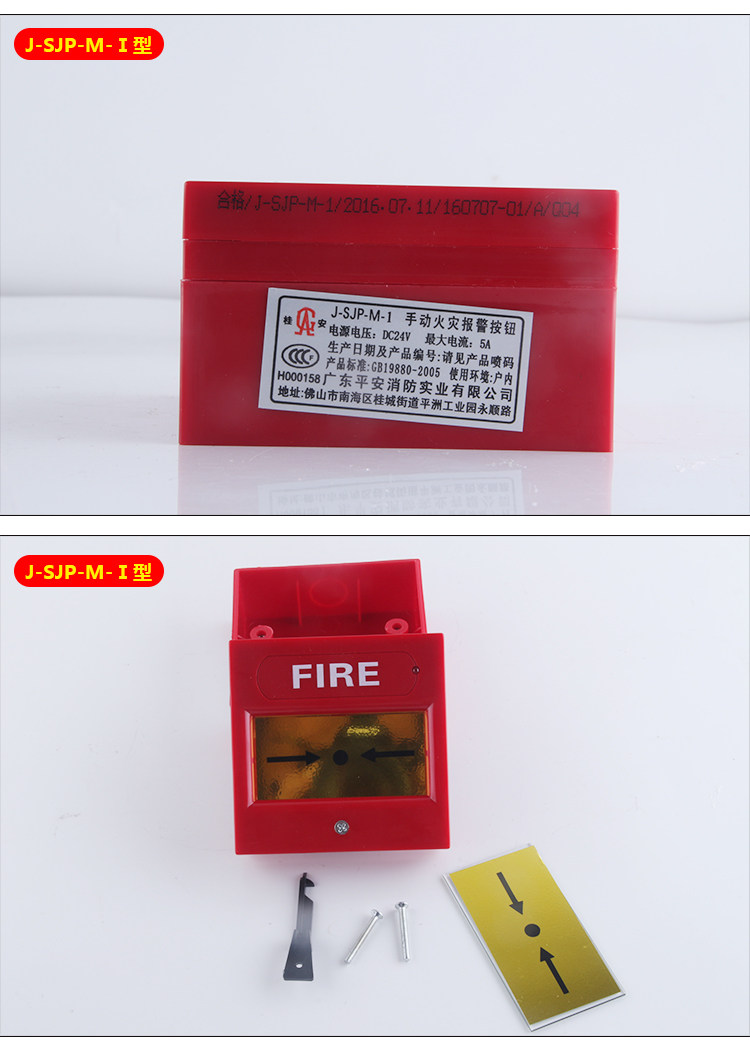 J-SJP-M-Ⅰ型
合格/J-SJP-M-1/2016.07.11/160707-01/A/004
桂安
J-SJP-M-1 手动火灾报警按钮
电源电压: DC24V 最大电流: 5A
生产日期及产品编号:请见产品喷码
CCCF
产品标准:GB19880-2005 使用环境:户内
H000158 广东平安消防实业有限公司
地址:佛山市南海区桂城街道平洲工业园永顺路
J-SJP-M-Ⅰ型
FIRE